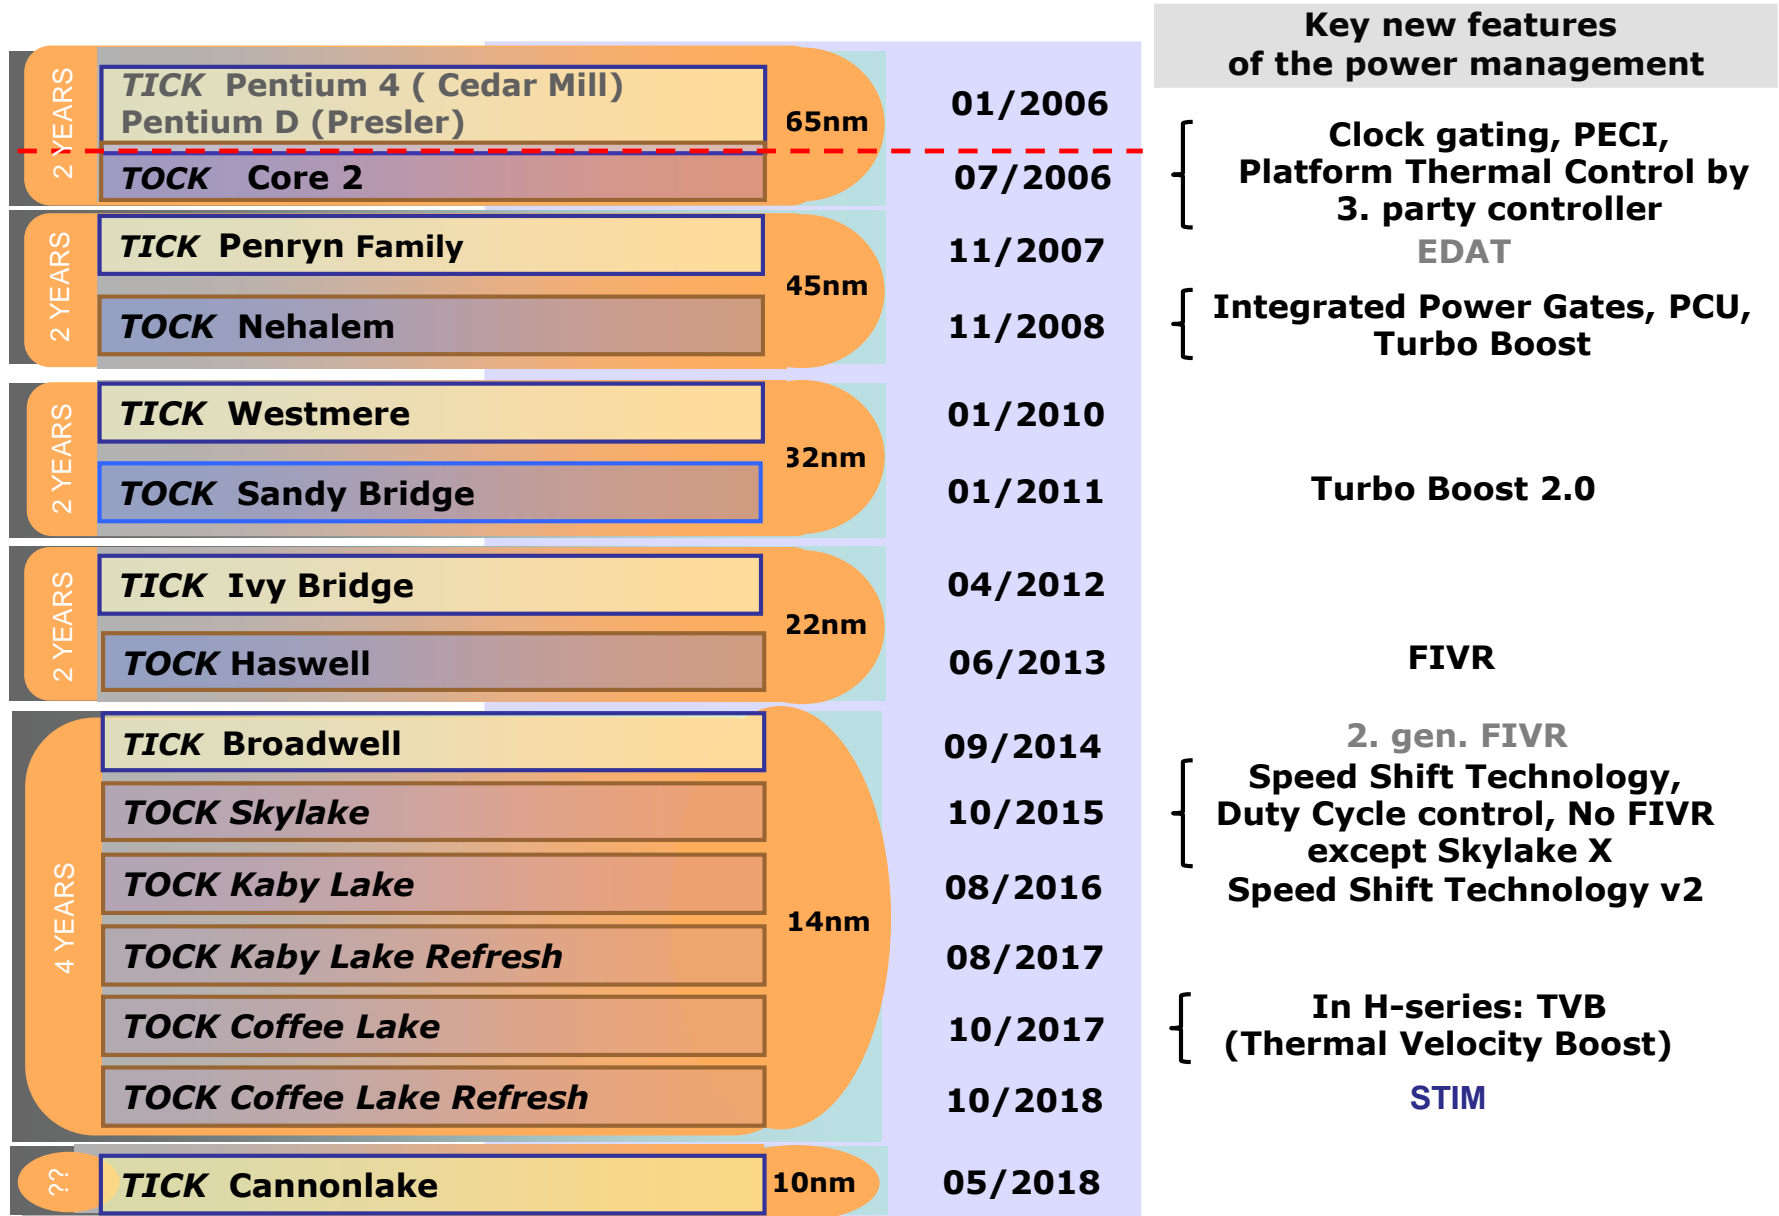 Key new features
of the power management
2 YEARS
TICK Pentium 4 ( Cedar Mill)
Pentium D (Presler)
65nm
01/2006
TOCK Core 2
07/2006
Clock gating, PECI,
Platform Thermal Control by
3. party controller
2 YEARS
TICK Penryn Family
45nm
11/2007
EDAT
TOCK Nehalem
11/2008
Integrated Power Gates, PCU,
Turbo Boost
2 YEARS
TICK Westmere
32nm
01/2010
TOCK Sandy Bridge
01/2011
Turbo Boost 2.0
2 YEARS
TICK Ivy Bridge
22nm
04/2012
TOCK Haswell
06/2013
FIVR
4 YEARS
TICK Broadwell
14nm
09/2014
2. gen. FIVR
TOCK Skylake
10/2015
Speed Shift Technology,
Duty Cycle control, No FIVR
except Skylake X
TOCK Kaby Lake
08/2016
Speed Shift Technology v2
TOCK Kaby Lake Refresh
08/2017
TOCK Coffee Lake
10/2017
In H-series: TVB
(Thermal Velocity Boost)
TOCK Coffee Lake Refresh
10/2018
STIM
??
TICK Cannonlake
10nm
05/2018